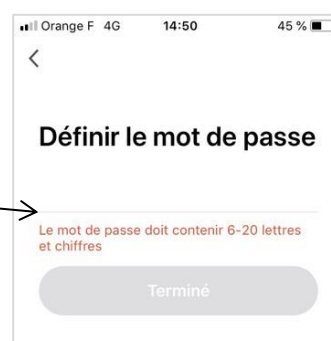 Orange F 4G 14:50 45 %
Définir le mot de passe
Le mot de passe doit contenir 6-20 lettres
et chiffres
Terminé